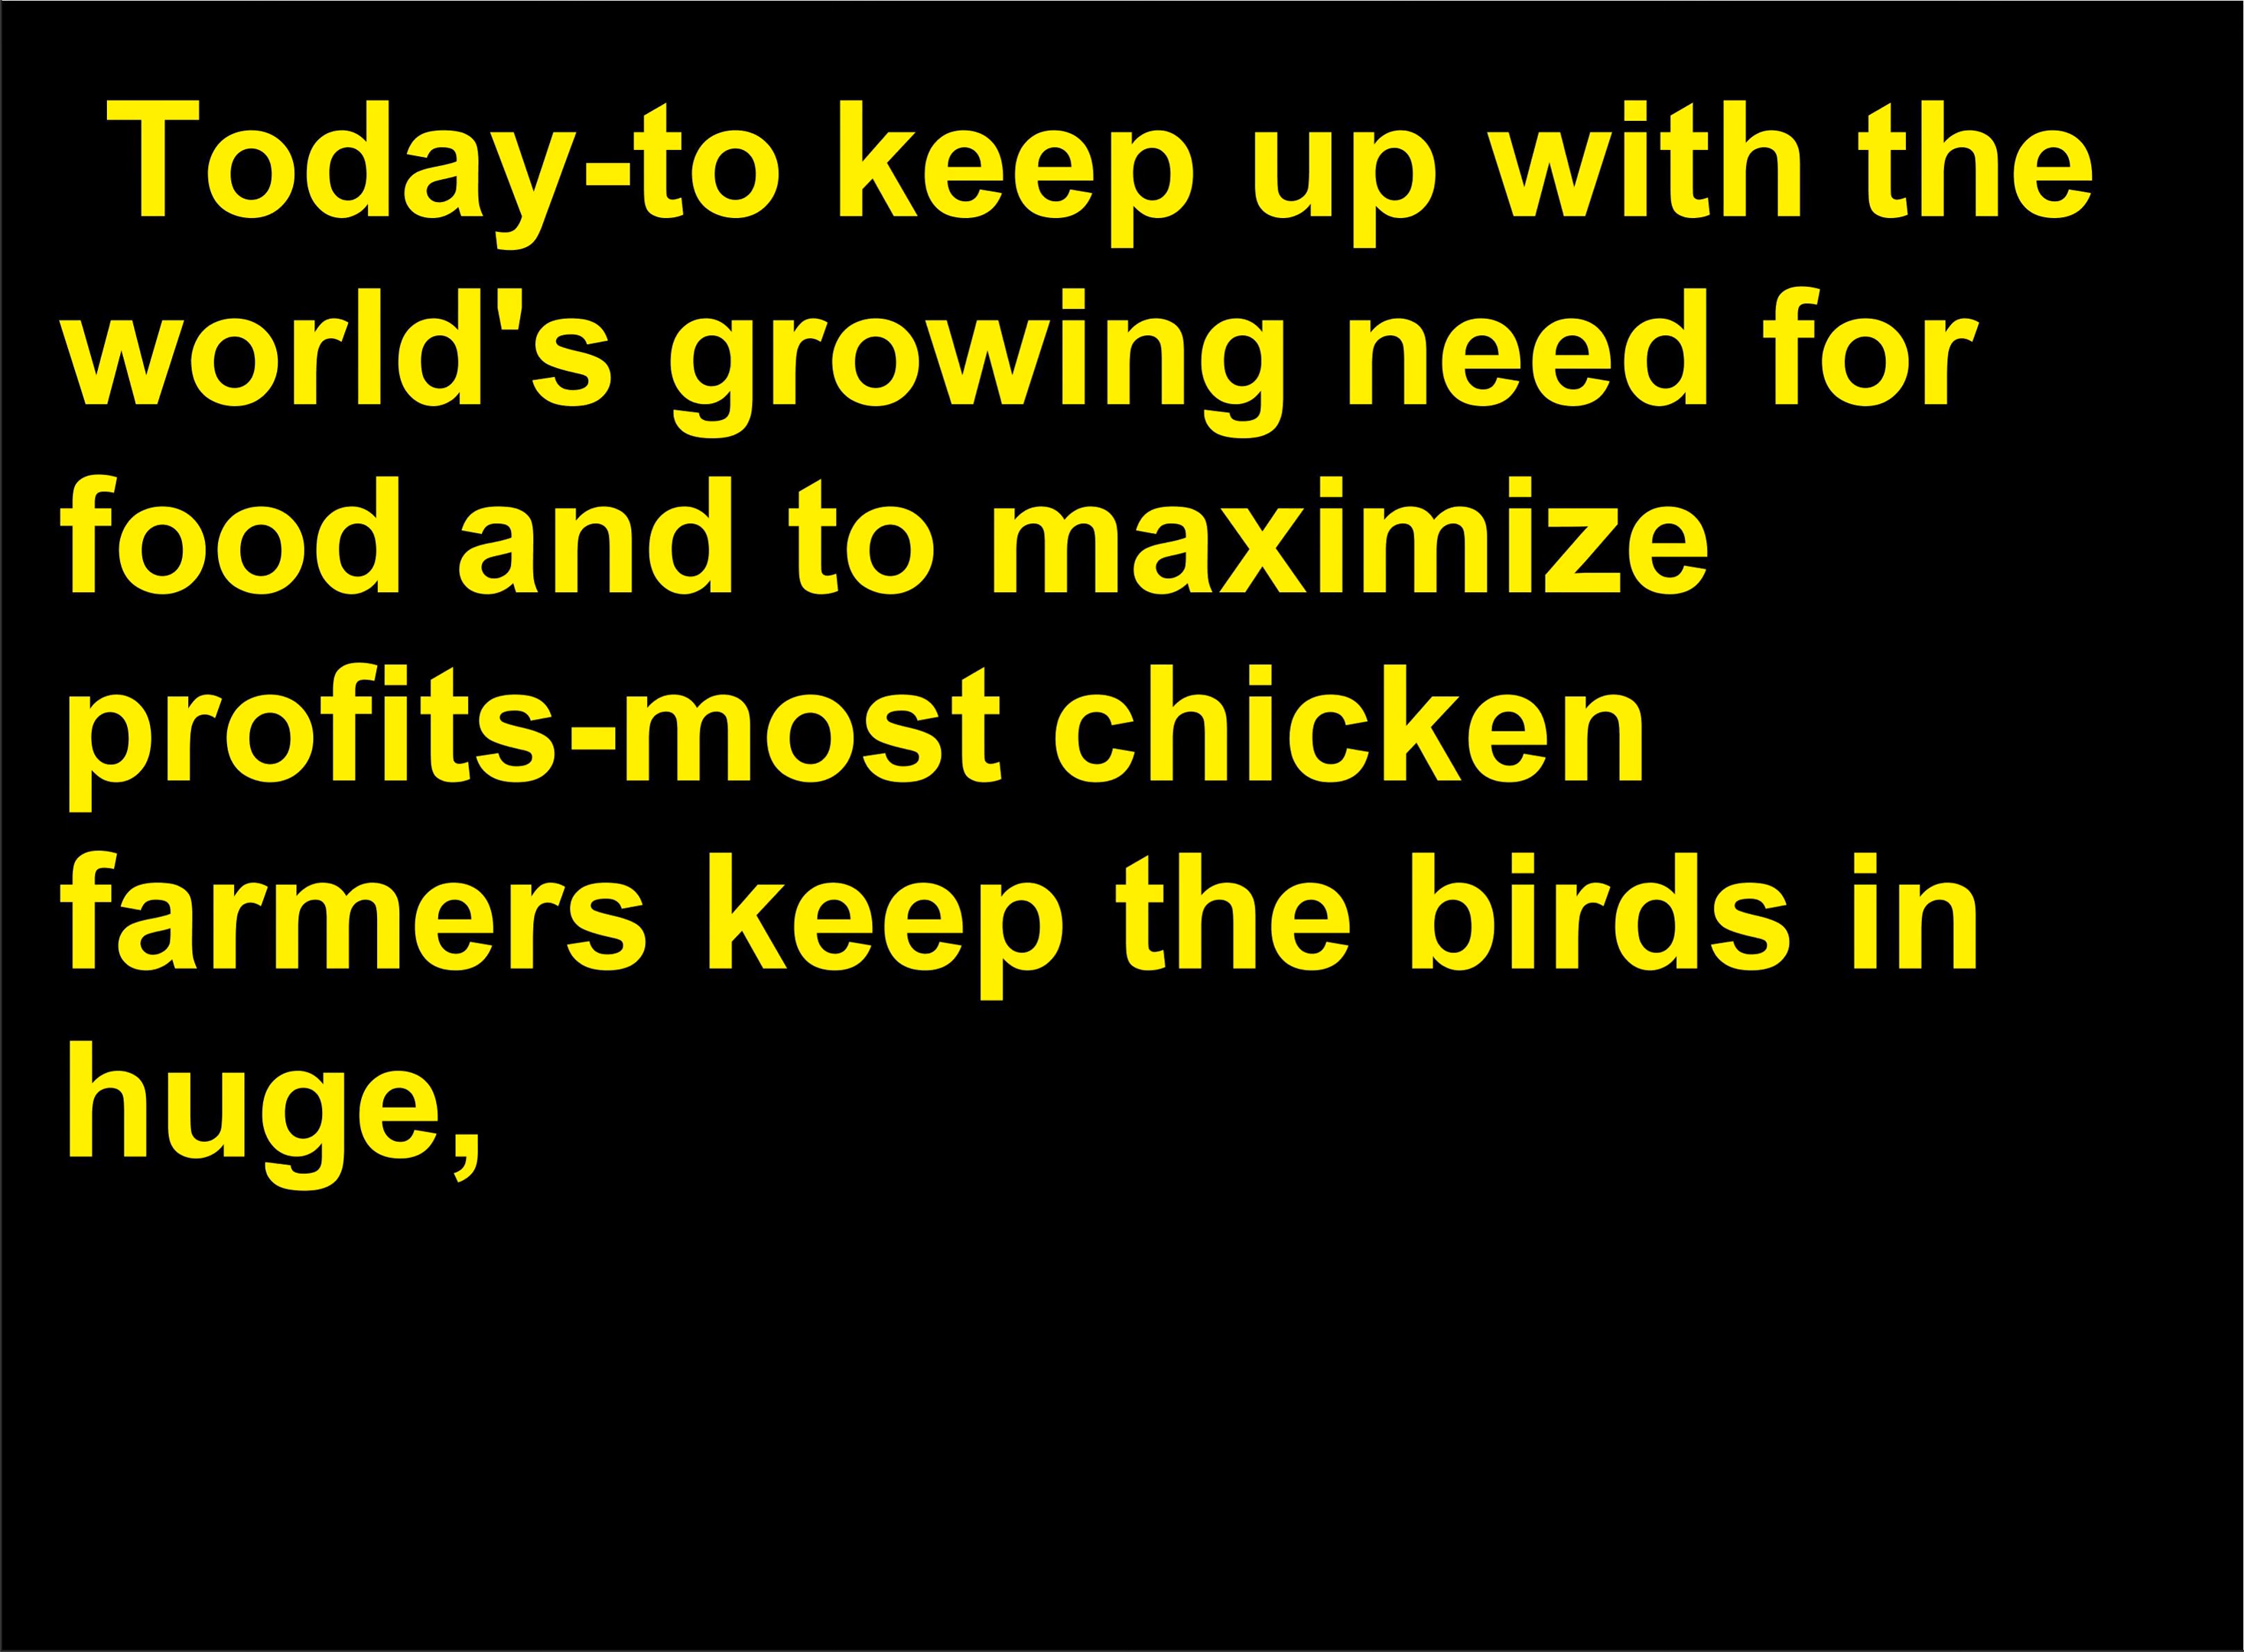 Today-to keep up with the
world's growing need for
food and to maximize
profits-most chicken
farmers keep the birds in
huge,